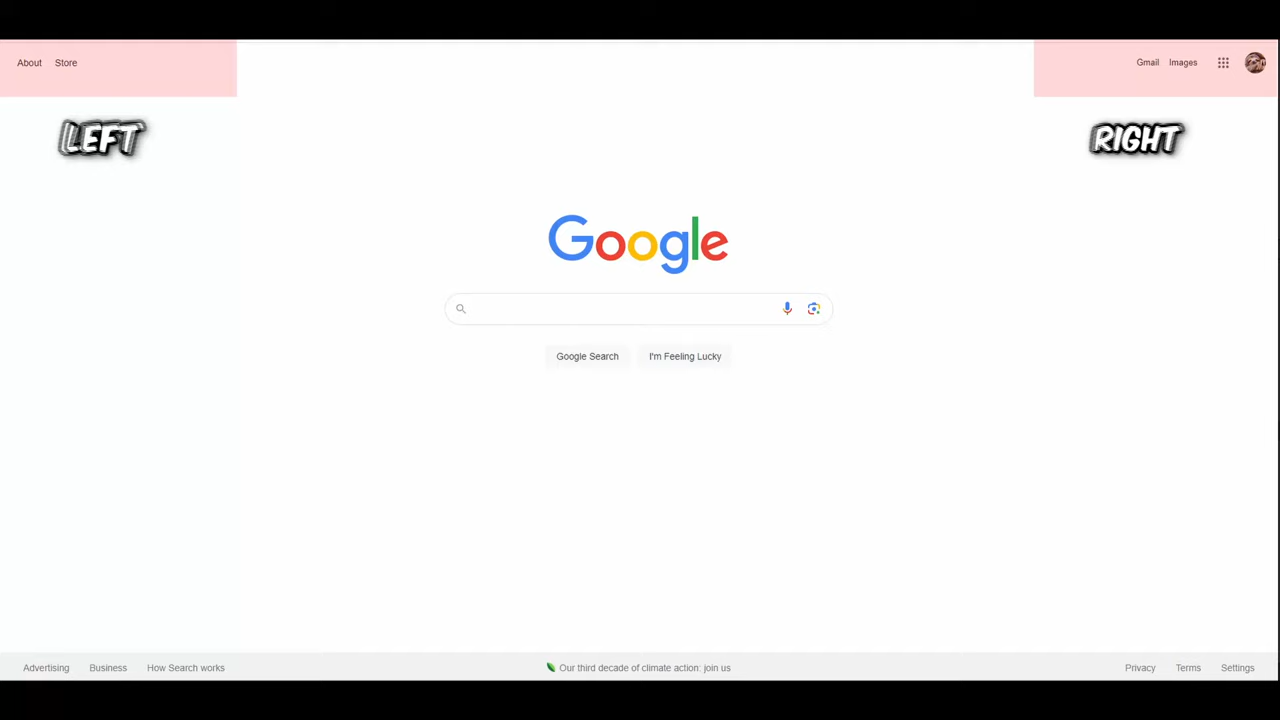 About Store
Gmail Images
LEFT
RIGHT
Google
Google Search I'm Feeling Lucky
Advertising Business How Search works
Our third decade of climate action: join us
Privacy Terms Settings